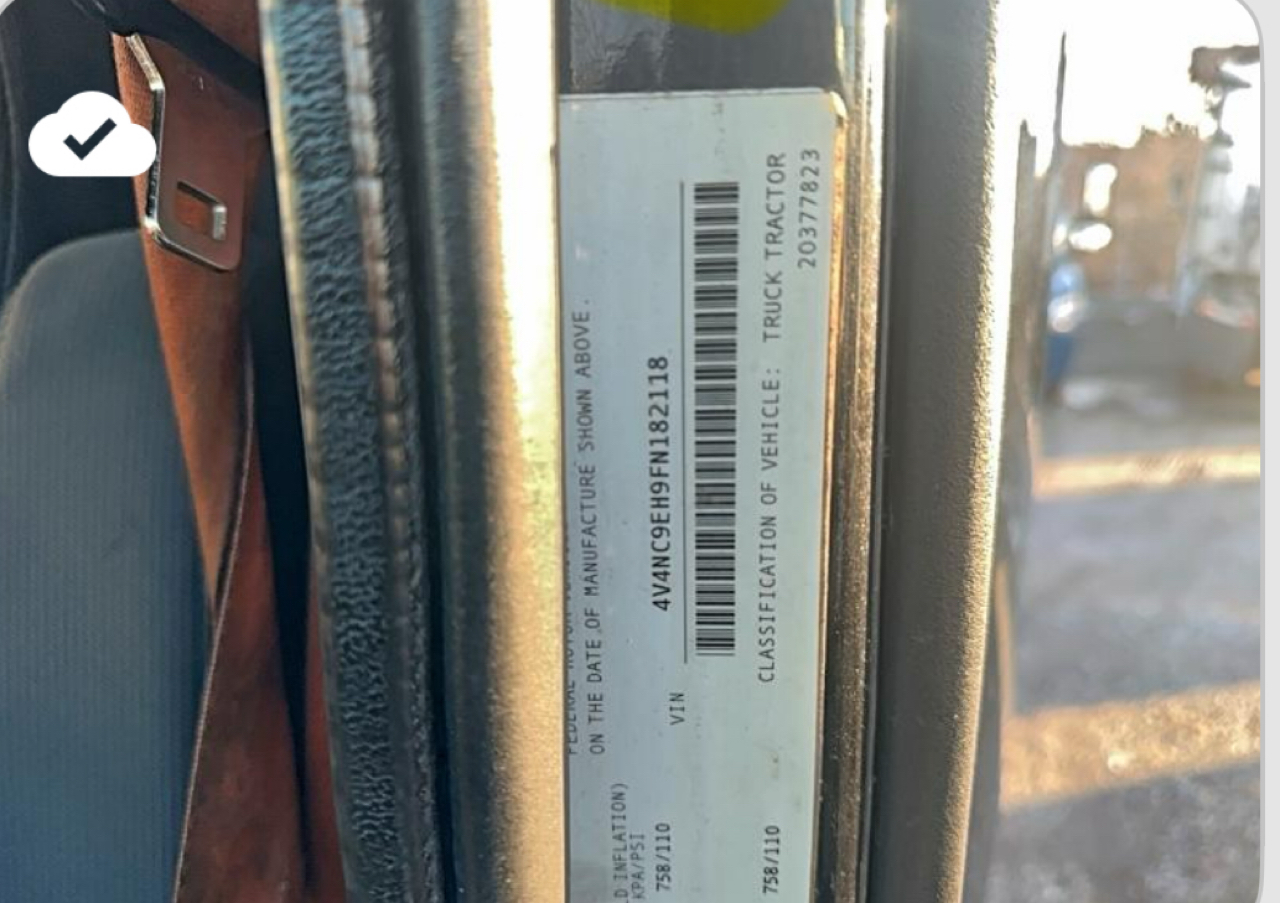 ON THE DATE OF MANUFACTURE SHOWN ABOVE.
4V4NC9EH9FN182118
VIN
CLASSIFICATION OF VEHICLE: TRUCK TRACTOR
20377823
INFLATION)
KPA/PSI
758/110
758/110